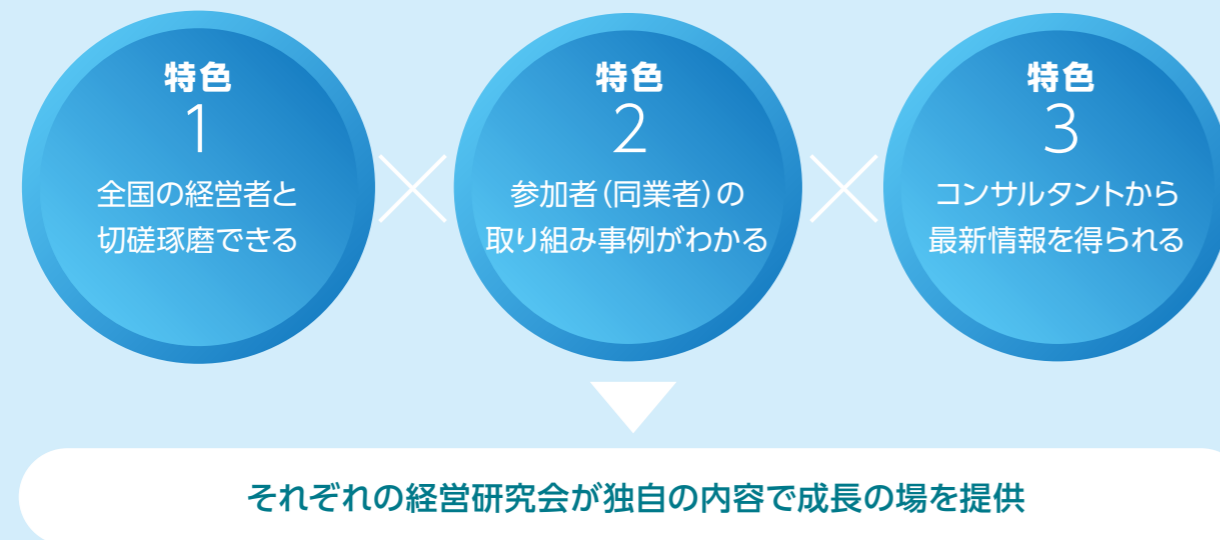 特色
1
全国の経営者と
切磋琢磨できる
特色
2
参加者(同業者)の
取り組み事例がわかる
特色
3
コンサルタントから
最新情報を得られる
それぞれの経営研究会が独自の内容で成長の場を提供